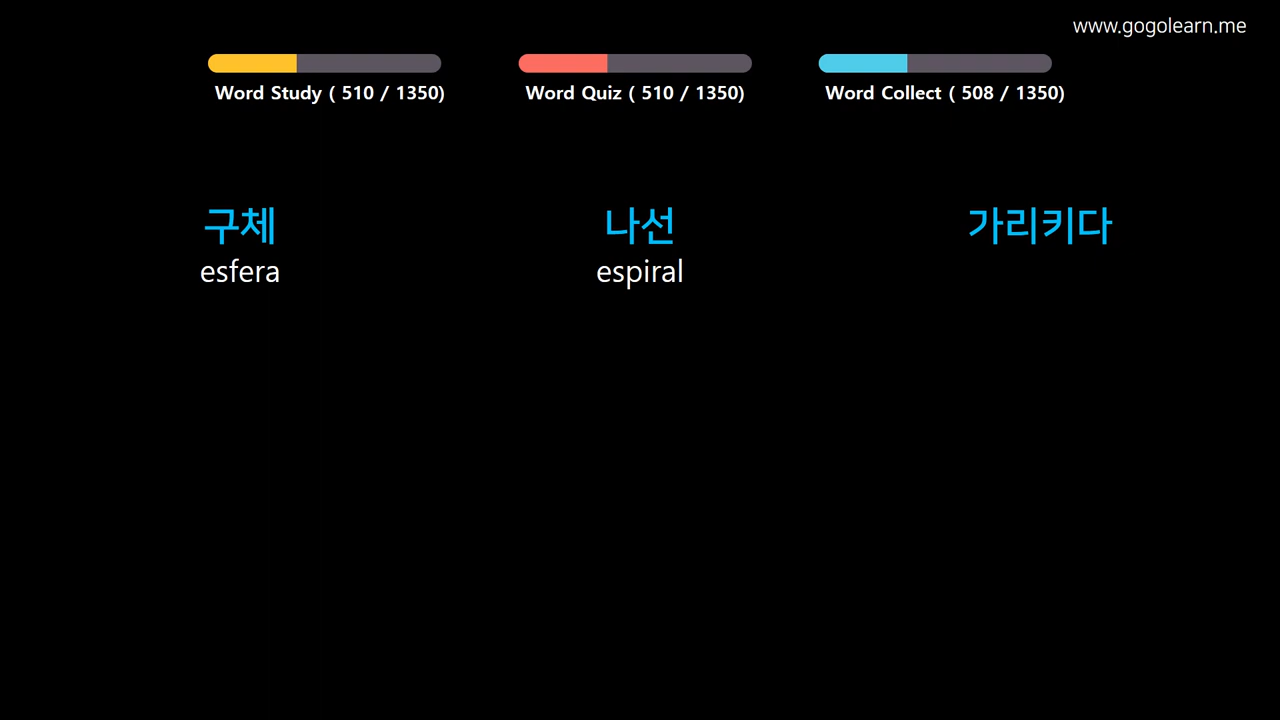 www.gogolearn.me
Word Study ( 510 / 1350)
Word Quiz ( 510 / 1350)
Word Collect ( 508 / 1350)
구체
나선
가리키다
esfera
espiral